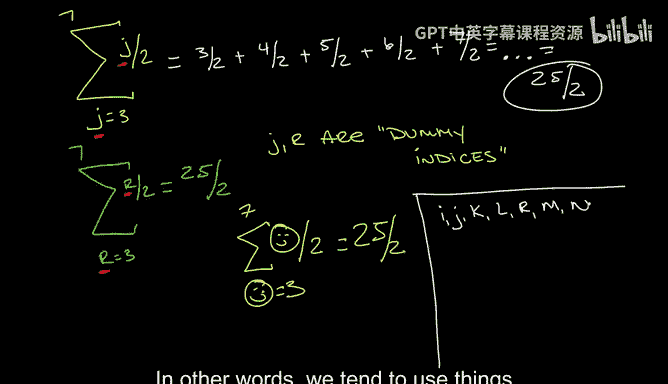 GPT中英字幕课程资源 bilibili
7
∑ j/2 = 3/2 + 4/2 + 5/2 + 6/2 + 7/2 = ... =
j=3
25/2
j, R ARE "DUMMY
INDICES"
7
∑ R/2 = 25/2
R=3
7
∑ ☺/2 = 25/2
☺=3
i, j, K, L, R, M, N
In other words, we tend to use things